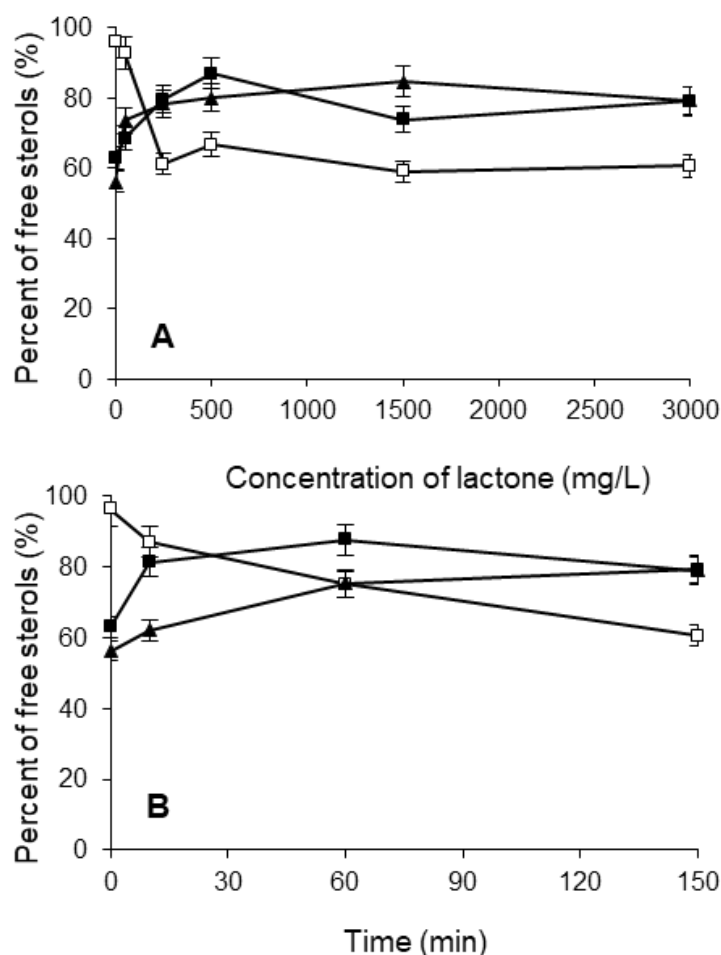 Percent of free sterols (%)
100
80
60
40
20
0
A
0 500 1000 1500 2000 2500 3000
Concentration of lactone (mg/L)
Percent of free sterols (%)
100
80
60
40
20
0
B
0 30 60 90 120 150
Time (min)